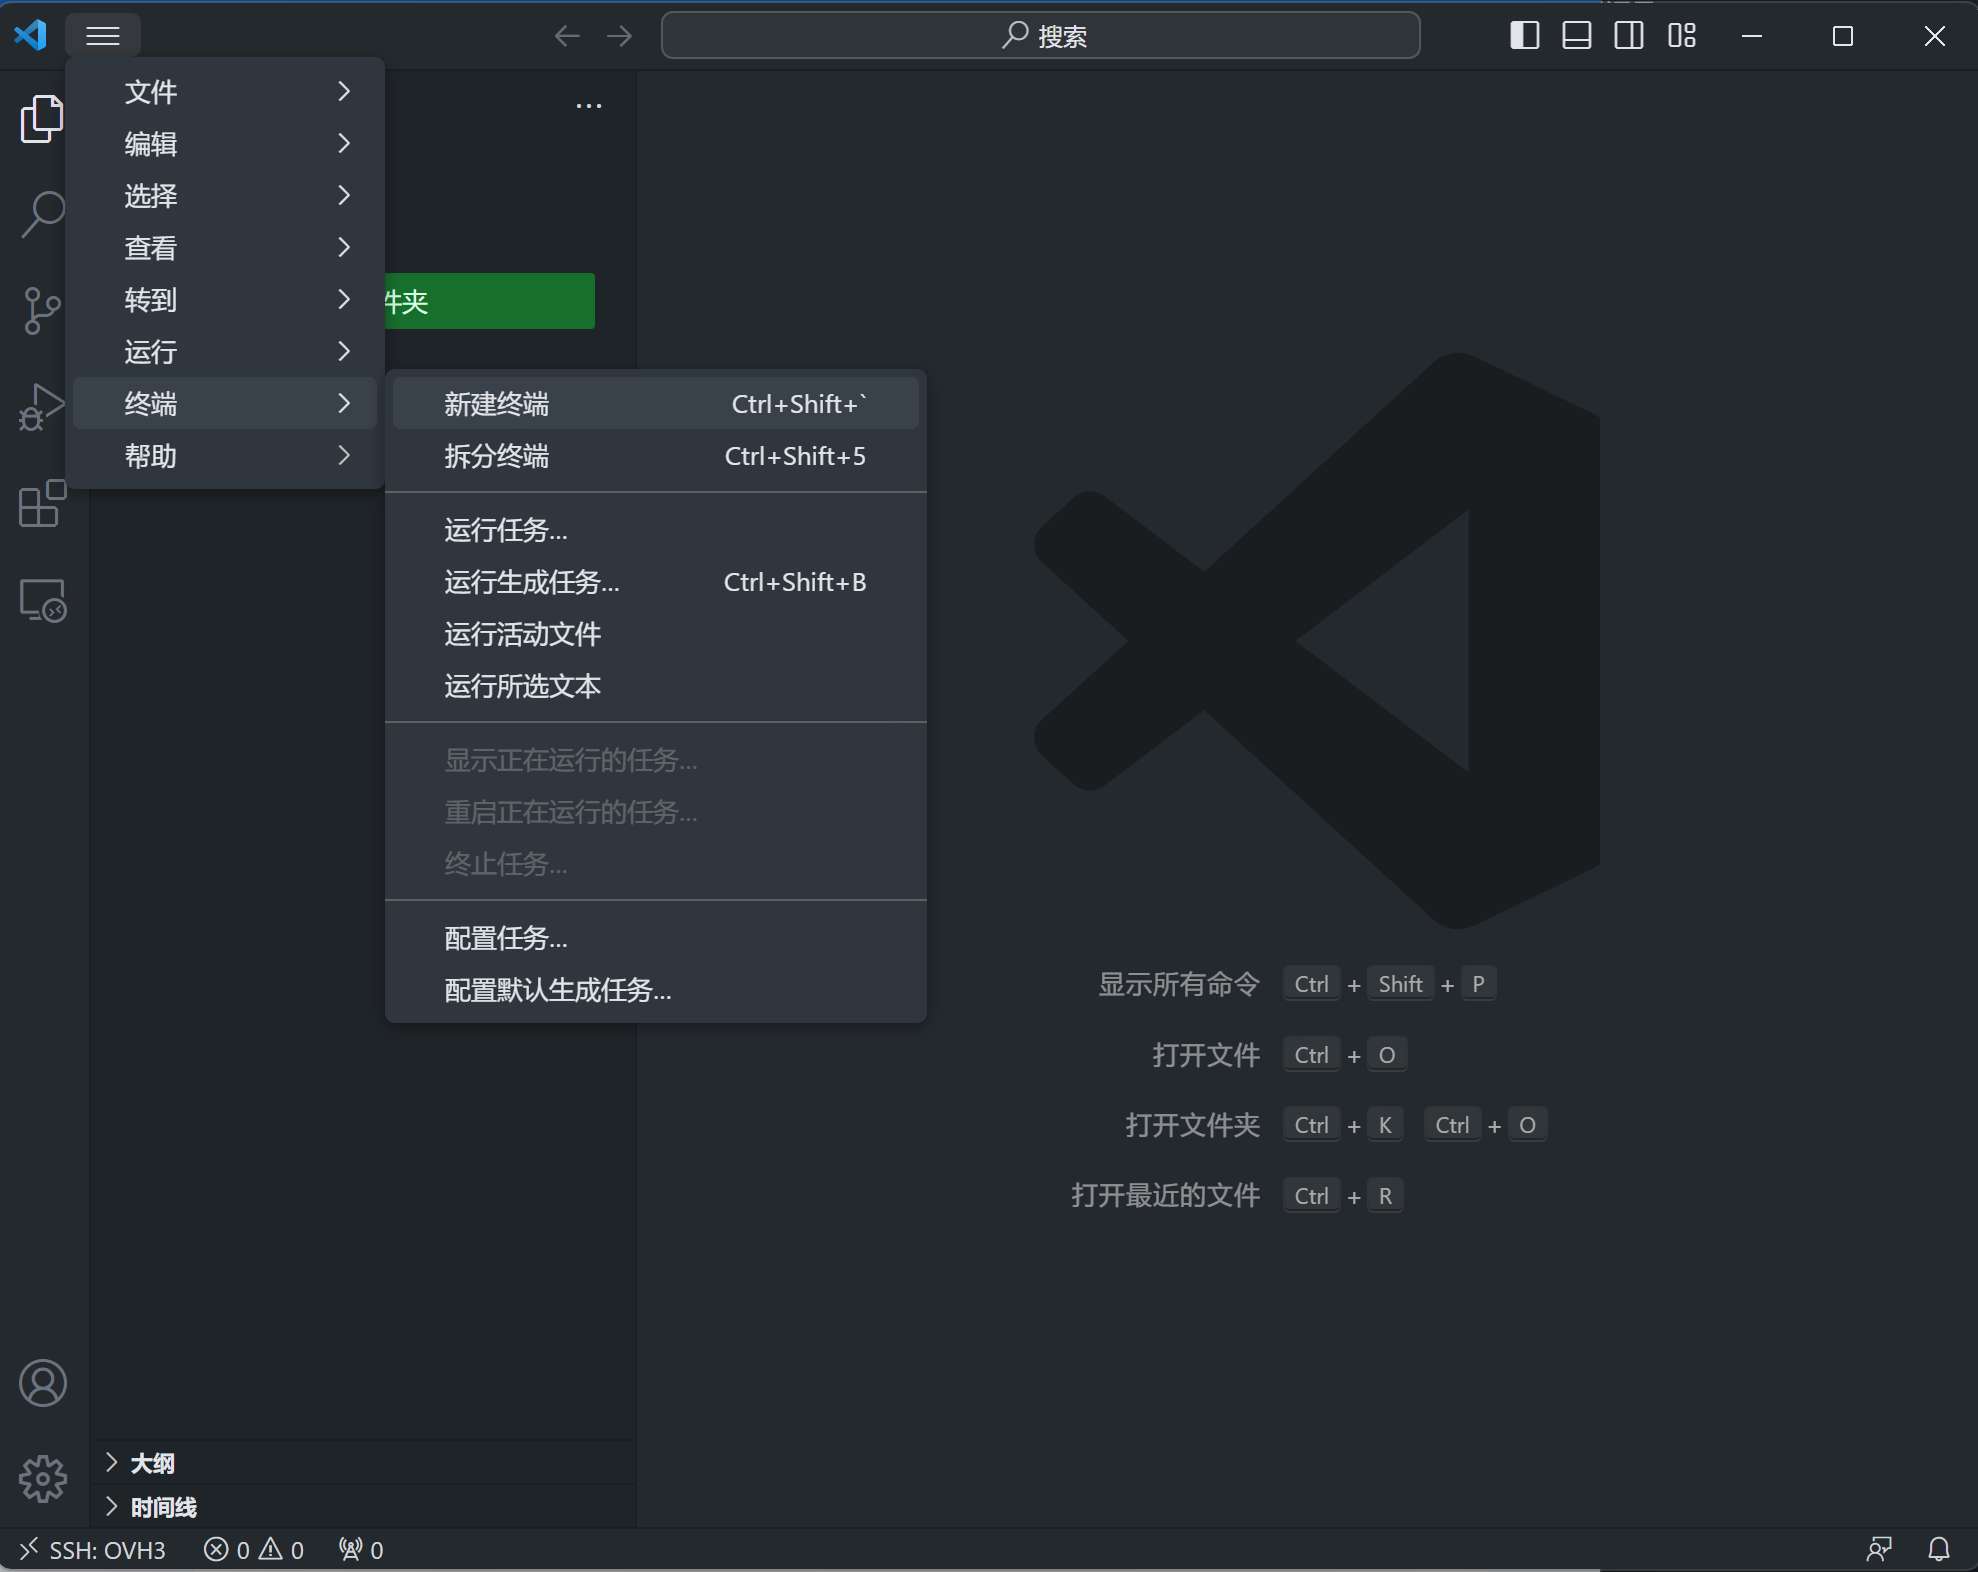 搜索
文件
编辑
选择
查看
转到
运行
终端
帮助
件夹
新建终端 Ctrl+Shift+`
拆分终端 Ctrl+Shift+5
运行任务...
运行生成任务... Ctrl+Shift+B
运行活动文件
运行所选文本
显示正在运行的任务...
重启正在运行的任务...
终止任务...
配置任务...
配置默认生成任务...
显示所有命令 Ctrl + Shift + P
打开文件 Ctrl + O
打开文件夹 Ctrl + K Ctrl + O
打开最近的文件 Ctrl + R
大纲
时间线
SSH: OVH3 0 0 0